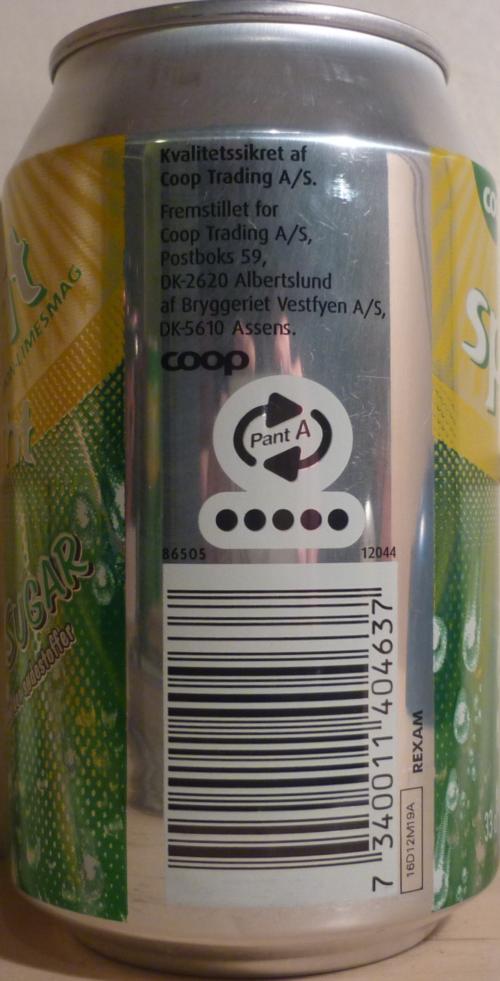 Kvalitetssikret af
Coop Trading A/S.
Fremstillet for
Coop Trading A/S,
Postboks 59,
DK-2620 Albertslund
af Bryggeriet Vestfyen A/S,
DK-5610 Assens.
coop
Pant A
86505
12044
7 340011 404637
REXAM
16D12M19A
LIMESMAG
SUGAR